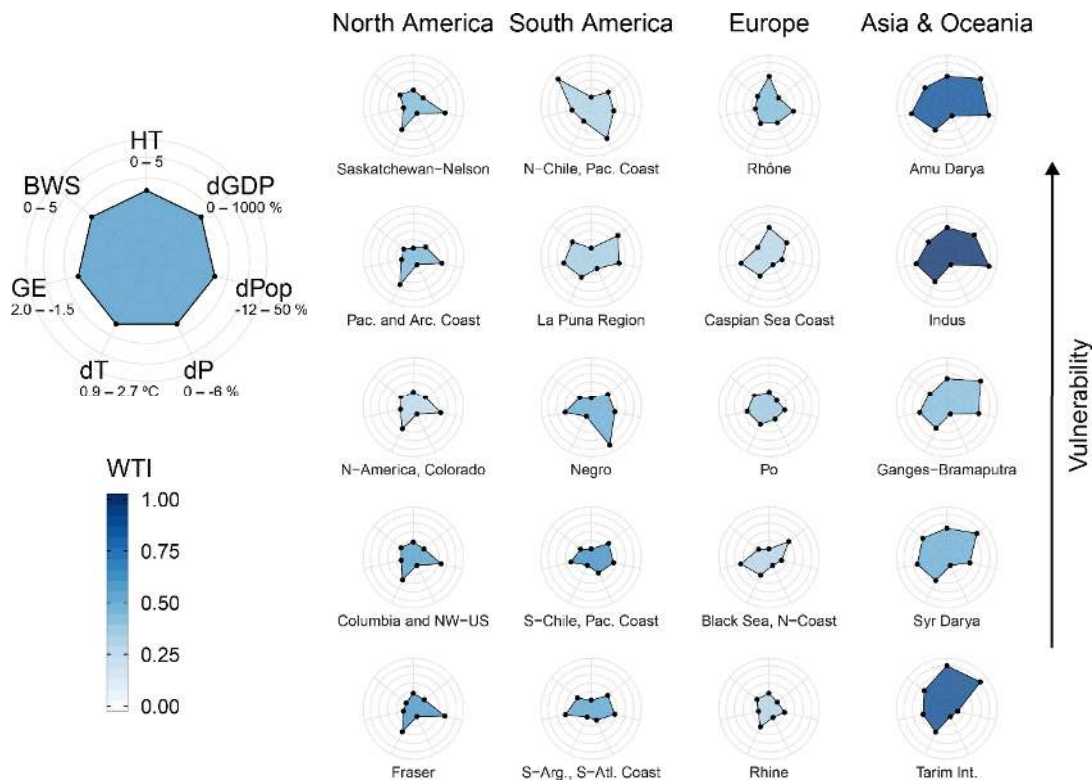 North America South America Europe Asia & Oceania
HT
0 – 5
BWS
0 – 5
dGDP
0 – 1000 %
GE
2.0 – -1.5
dPop
-12 – 50 %
dT
0.9 – 2.7 ºC
dP
0 – -6 %
WTI
1.00
0.75
0.50
0.25
0.00
Saskatchewan−Nelson N−Chile, Pac. Coast Rhône Amu Darya
Pac. and Arc. Coast La Puna Region Caspian Sea Coast Indus
N−America, Colorado Negro Po Ganges−Bramaputra
Columbia and NW−US S−Chile, Pac. Coast Black Sea, N−Coast Syr Darya
Fraser S−Arg., S−Atl. Coast Rhine Tarim Int.
Vulnerability